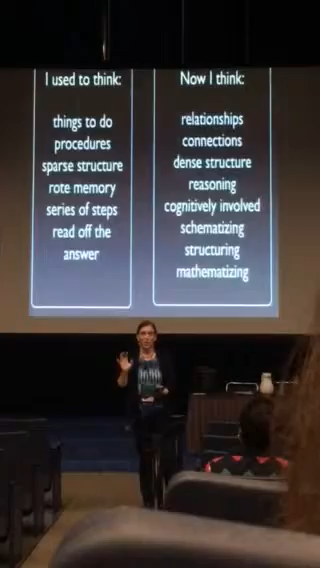 I used to think:
things to do
procedures
sparse structure
rote memory
series of steps
read off the
answer
Now I think:
relationships
connections
dense structure
reasoning
cognitively involved
schematizing
structuring
mathematizing